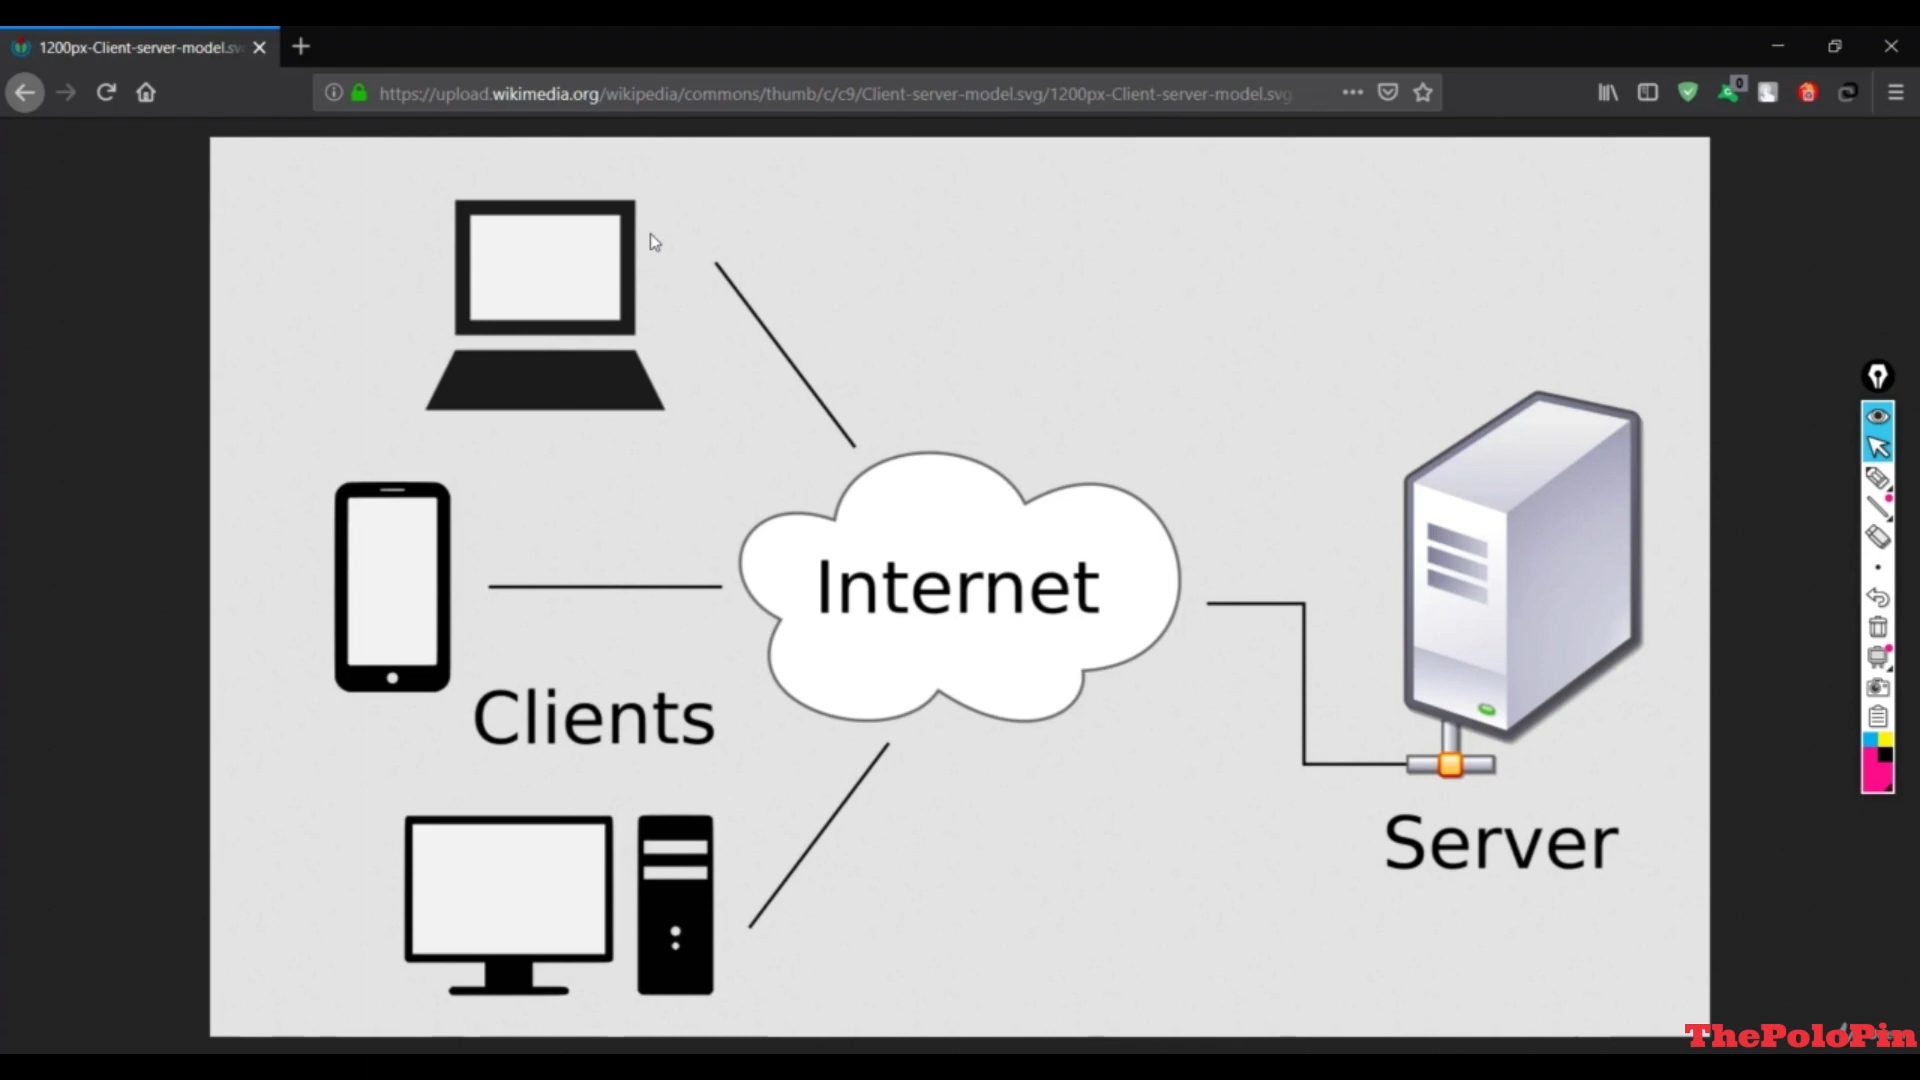 1200px-Client-server-model.sv
https://upload.wikimedia.org/wikipedia/commons/thumb/c/c9/Client-server-model.svg/1200px-Client-server-model.svg
0
Internet
Clients
Server
ThePoloPin